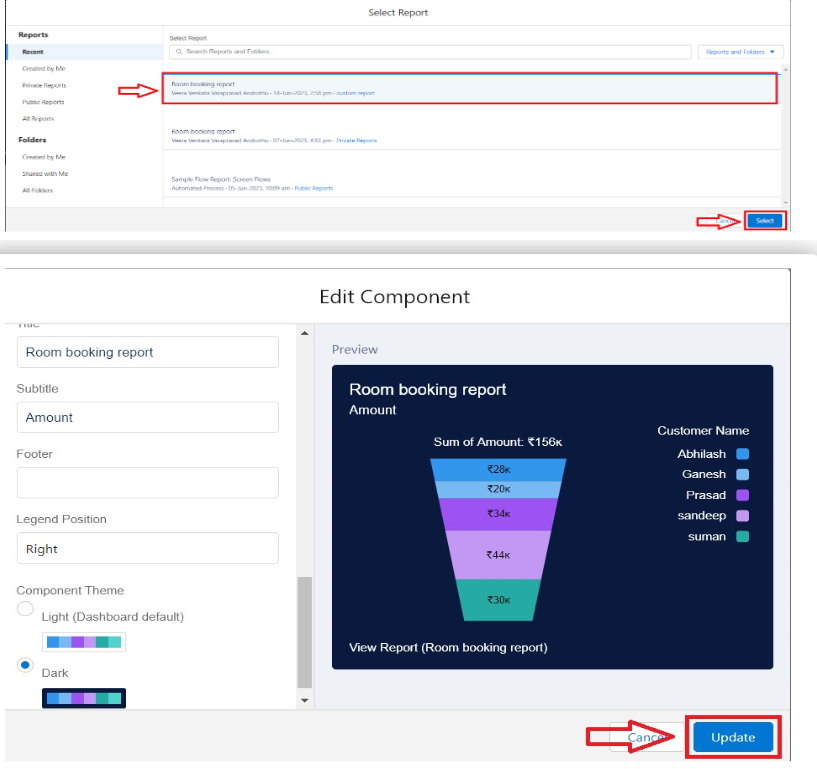 Select Report
Reports
Recent
Created by Me
Private Reports
Public Reports
All Reports
Folders
Created by Me
Shared with Me
All Folders
Select Report
Search Reports and Folders...
Reports and Folders
Room booking report
Veera Venkata Varaprasad Androthu - 14-Jun-2023, 2:58 pm - custom report
Room booking report
Veera Venkata Varaprasad Androthu - 07-Jun-2023, pm - Private Reports
Sample Flow Report: Screen Flows
Automated Process - 05-Jun-2023, 10:09 am - Public Reports
Cancel
Select
Edit Component
Title
Room booking report
Subtitle
Amount
Footer
Legend Position
Right
Component Theme
Light (Dashboard default)
Dark
Preview
Room booking report
Amount
Sum of Amount: ₹156K
₹28K
₹20K
₹34K
₹44K
₹30K
Customer Name
Abhilash
Ganesh
Prasad
sandeep
suman
View Report (Room booking report)
Cancel
Update